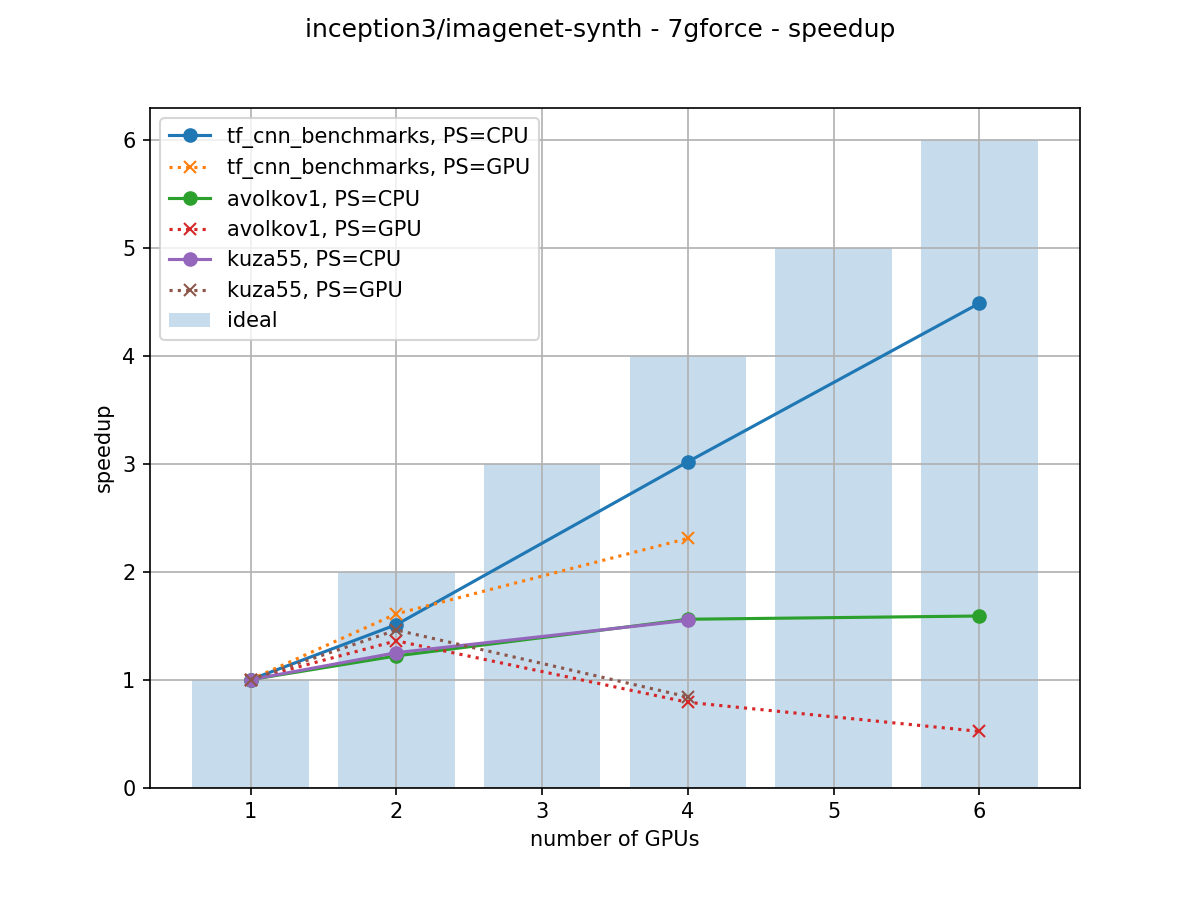 inception3/imagenet-synth - 7gforce - speedup
tf_cnn_benchmarks, PS=CPU
tf_cnn_benchmarks, PS=GPU
avolkov1, PS=CPU
avolkov1, PS=GPU
kuza55, PS=CPU
kuza55, PS=GPU
ideal
6
5
4
3
2
1
0
speedup
1 2 3 4 5 6
number of GPUs